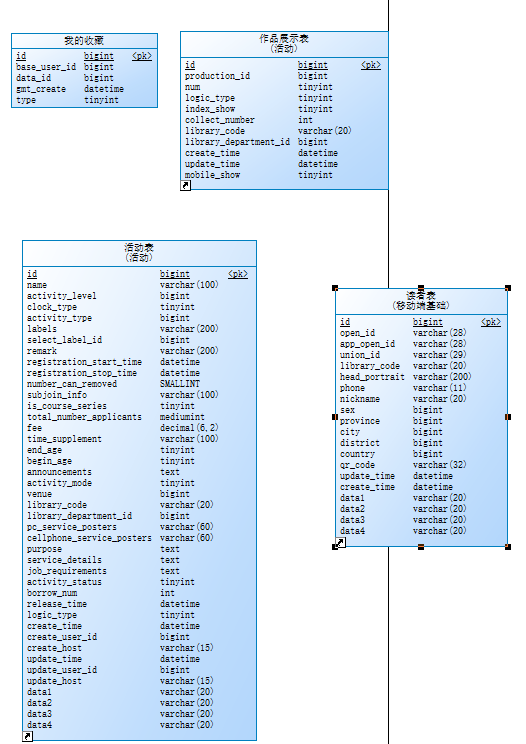 我的收藏
id bigint <pk>
base_user_id bigint
data_id bigint
gmt_create datetime
type tinyint
作品展示表
(活动)
id bigint <pk>
production_id bigint
num tinyint
logic_type tinyint
index_show tinyint
collect_number int
library_code varchar(20)
library_department_id bigint
create_time datetime
update_time datetime
mobile_show tinyint
活动表
(活动)
id bigint <pk>
name varchar(100)
activity_level bigint
clock_type tinyint
activity_type bigint
labels varchar(200)
select_label_id bigint
remark varchar(200)
registration_start_time datetime
registration_stop_time datetime
number_can_removed SMALLINT
subjoin_info varchar(100)
is_course_series tinyint
total_number_applicants mediumint
fee decimal(6,2)
time_supplement varchar(100)
end_age tinyint
begin_age tinyint
announcements text
activity_mode tinyint
venue bigint
library_code varchar(20)
library_department_id bigint
pc_service_posters varchar(60)
cellphone_service_posters varchar(60)
purpose text
service_details text
job_requirements text
activity_status tinyint
borrow_num int
release_time datetime
logic_type tinyint
create_time datetime
create_user_id bigint
create_host varchar(15)
update_time datetime
update_user_id bigint
update_host varchar(15)
data1 varchar(20)
data2 varchar(20)
data3 varchar(20)
data4 varchar(20)
读者表
(移动端基础)
id bigint <pk>
open_id varchar(28)
app_open_id varchar(28)
union_id varchar(29)
library_code varchar(20)
head_portrait varchar(200)
phone varchar(11)
nickname varchar(20)
sex bigint
province bigint
city bigint
district bigint
country bigint
qr_code varchar(32)
update_time datetime
create_time datetime
data1 varchar(20)
data2 varchar(20)
data3 varchar(20)
data4 varchar(20)